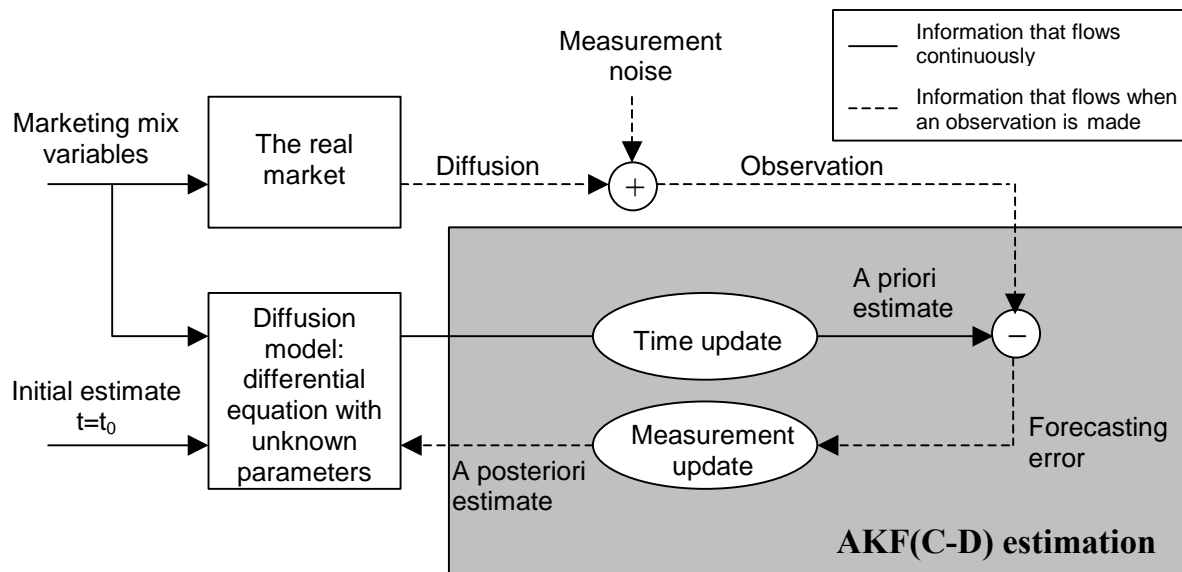 Measurement
noise
Information that flows
continuously
Information that flows when
an observation is made
Marketing mix
variables
The real
market
Diffusion
+
Observation
A priori
estimate
Diffusion
model:
differential
equation with
unknown
parameters
Time update
−
Initial estimate
t=t₀
Measurement
update
Forecasting
error
A posteriori
estimate
AKF(C-D) estimation